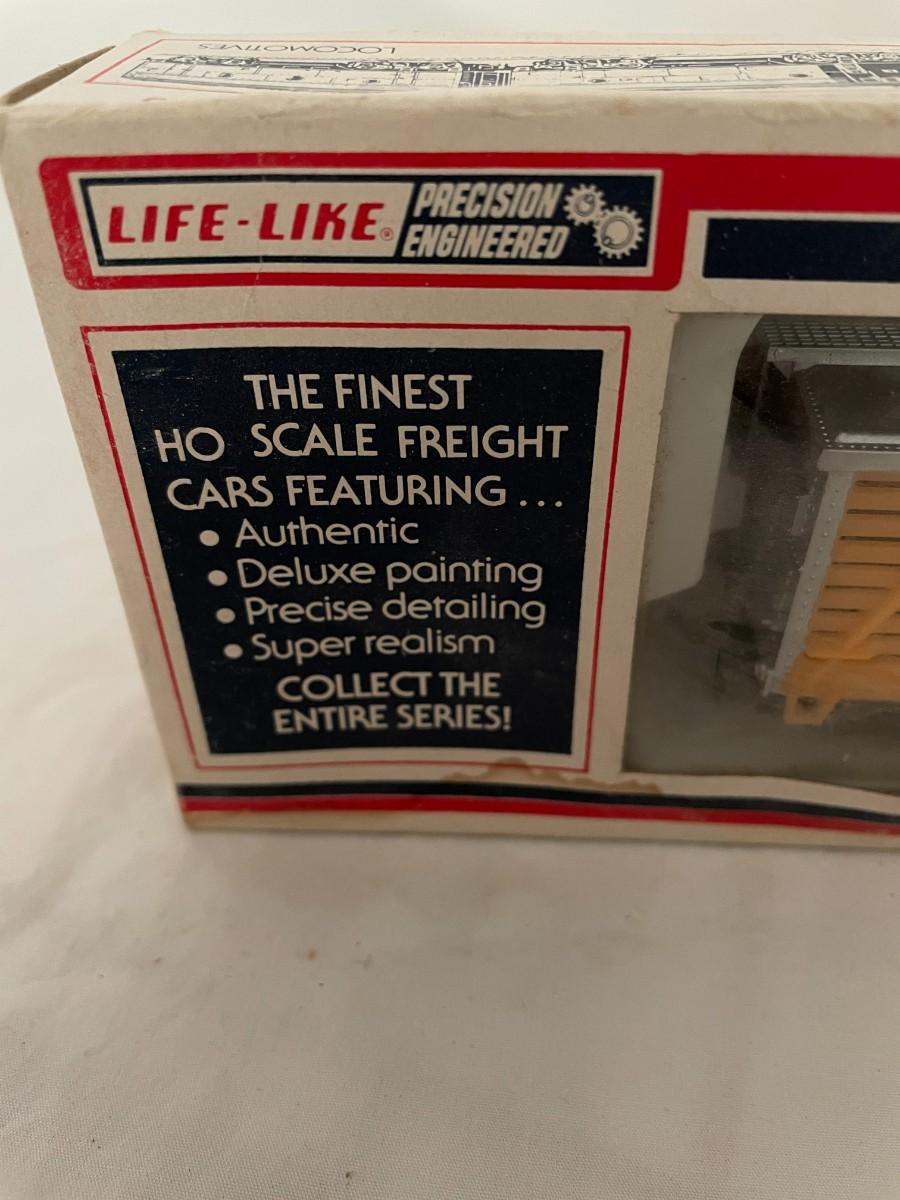 LOCOMOTIVES
LIFE-LIKE®
PRECISION
ENGINEERED
THE FINEST
HO SCALE FREIGHT
CARS FEATURING...
• Authentic
• Deluxe painting
• Precise detailing
• Super realism
COLLECT THE
ENTIRE SERIES!